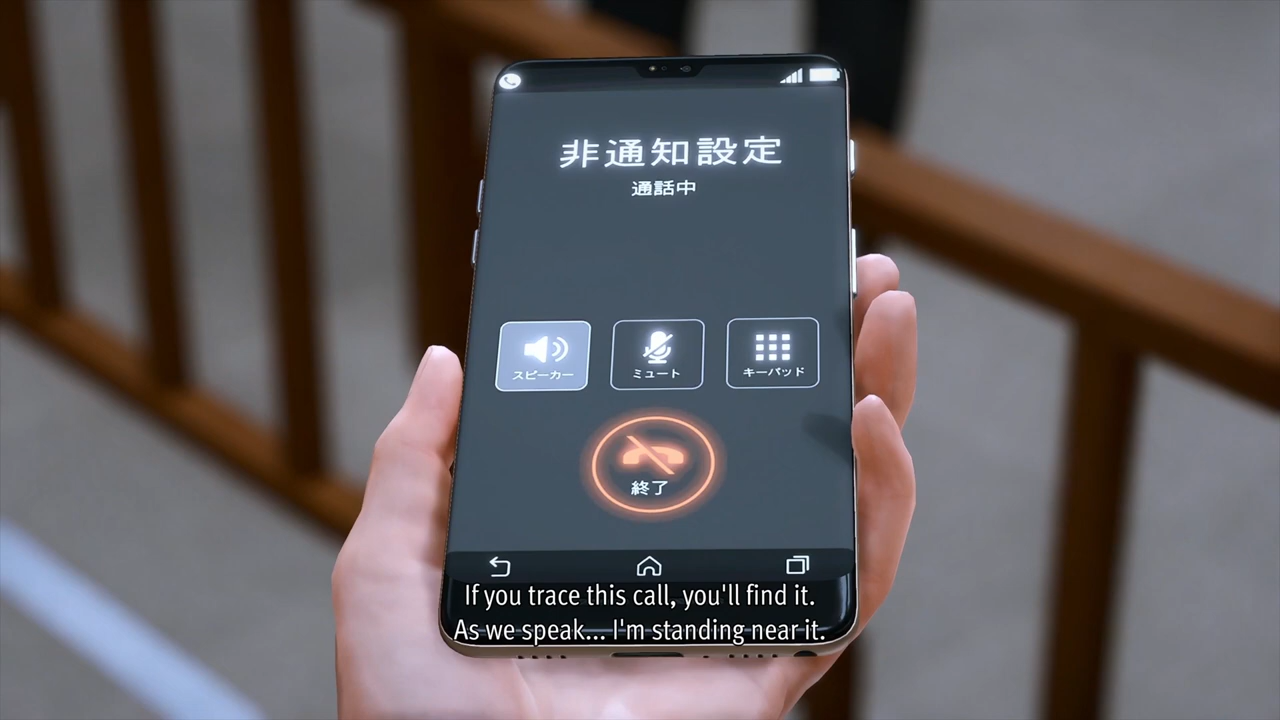 非通知設定
通話中
スピーカー
ミュート
キーパッド
終了
If you trace this call, you'll find it.
As we speak... I'm standing near it.